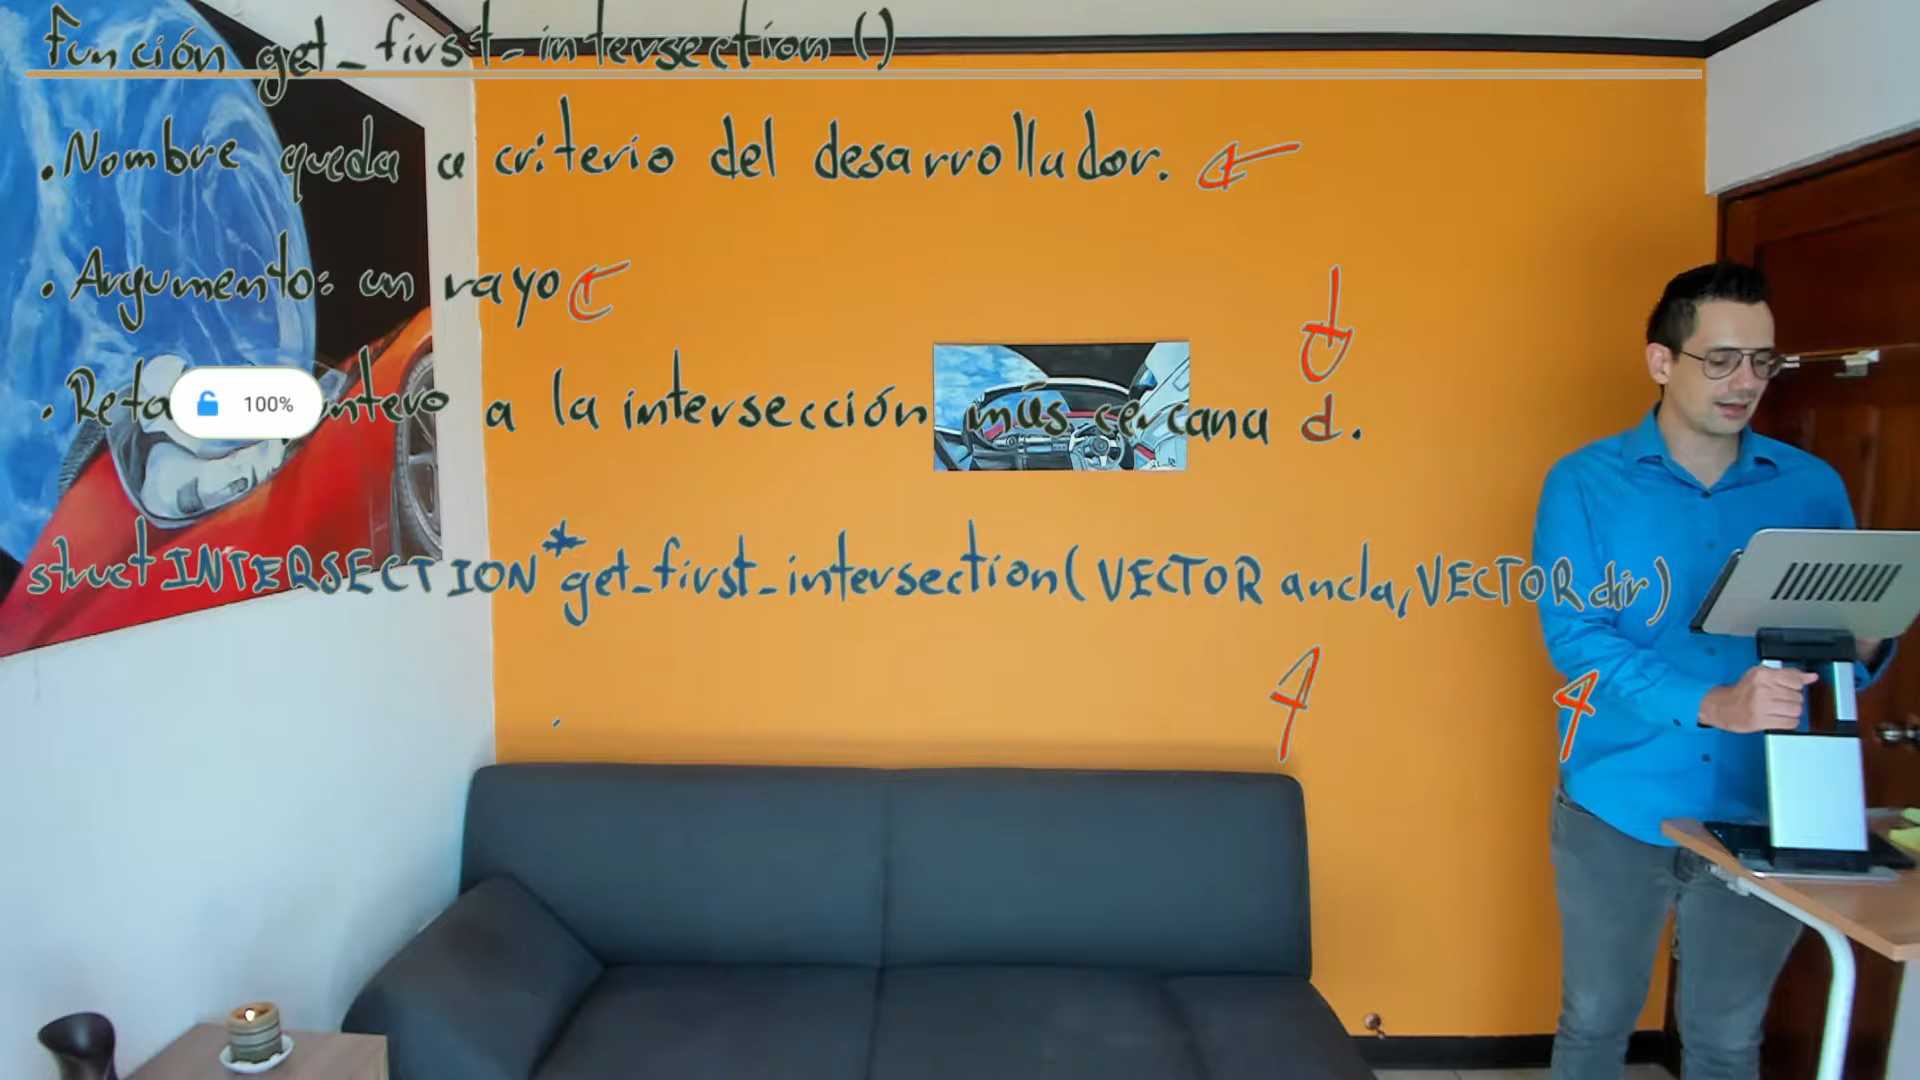 Función get_first_intersection()
• Nombre queda a criterio del desarrollador.
• Argumento: un rayo
• Reto 100% ntero a la intersección más cercana d.
struct INTERSECTION *get_first_intersection(VECTOR ancla, VECTOR dir)